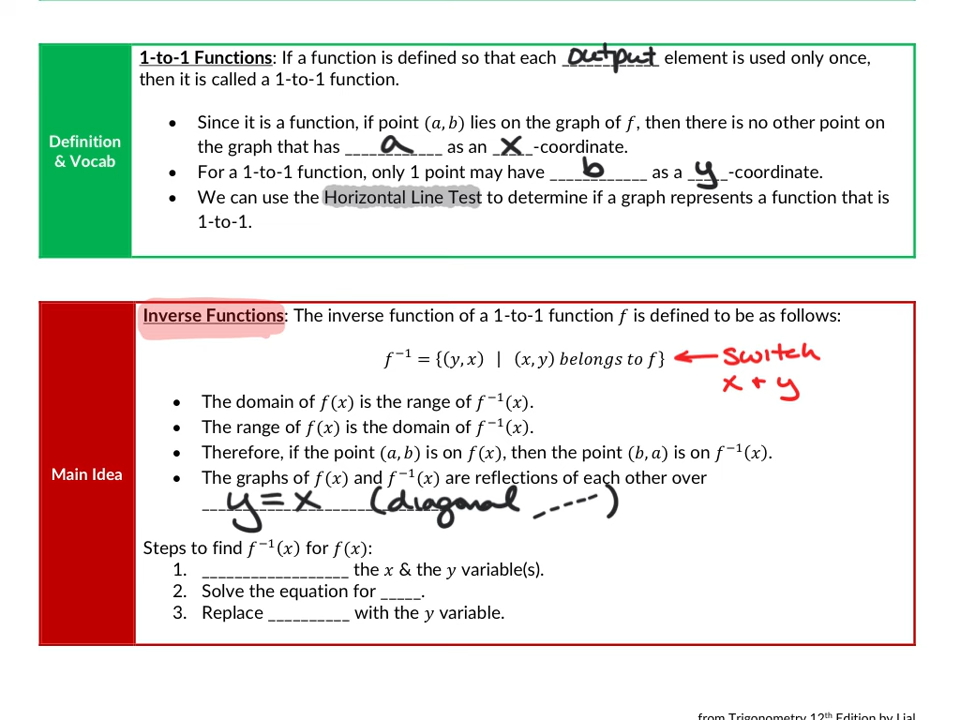 1-to-1 Functions: If a function is defined so that each output element is used only once,
then it is called a 1-to-1 function.
Definition
& Vocab
• Since it is a function, if point (a, b) lies on the graph of f, then there is no other point on
the graph that has a as an x-coordinate.
• For a 1-to-1 function, only 1 point may have b as a y-coordinate.
• We can use the Horizontal Line Test to determine if a graph represents a function that is
1-to-1.
Inverse Functions: The inverse function of a 1-to-1 function f is defined to be as follows:
f⁻¹ = {(y, x) | (x, y) belongs to f} ← switch
x + y
• The domain of f(x) is the range of f⁻¹(x).
• The range of f(x) is the domain of f⁻¹(x).
• Therefore, if the point (a, b) is on f(x), then the point (b, a) is on f⁻¹(x).
Main Idea
• The graphs of f(x) and f⁻¹(x) are reflections of each other over
y = x (diagonal ----)
Steps to find f⁻¹(x) for f(x):
1. __________________ the x & the y variable(s).
2. Solve the equation for _____.
3. Replace __________ with the y variable.
from Trigonometry 12th Edition by Lial